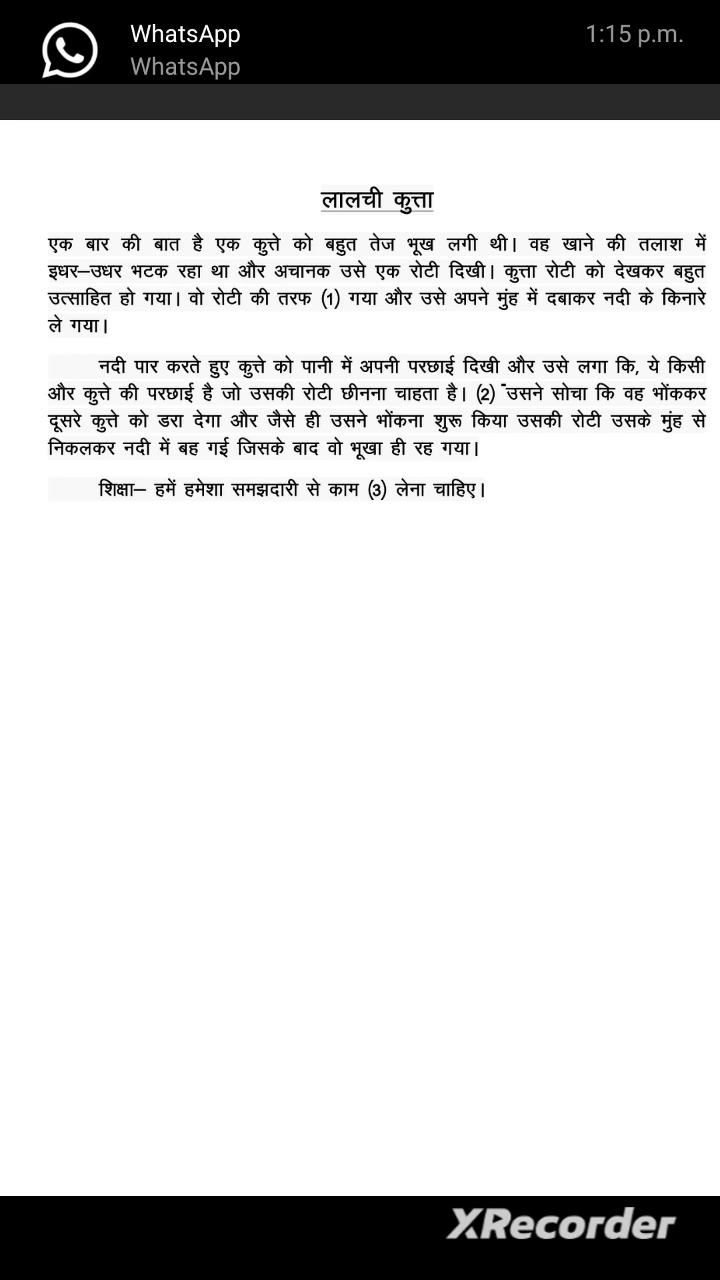 WhatsApp
1:15 p.m.
WhatsApp
लालची कुत्ता
एक बार की बात है एक कुत्ते को बहुत तेज भूख लगी थी। वह खाने की तलाश में
इधर–उधर भटक रहा था और अचानक उसे एक रोटी दिखी। कुत्ता रोटी को देखकर बहुत
उत्साहित हो गया। वो रोटी की तरफ (1) गया और उसे अपने मुंह में दबाकर नदी के किनारे
ले गया।
नदी पार करते हुए कुत्ते को पानी में अपनी परछाई दिखी और उसे लगा कि, ये किसी
और कुत्ते की परछाई है जो उसकी रोटी छीनना चाहता है। (2) ˜उसने सोचा कि वह भोंककर
दूसरे कुत्ते को डरा देगा और जैसे ही उसने भोंकना शुरू किया उसकी रोटी उसके मुंह से
निकलकर नदी में बह गई जिसके बाद वो भूखा ही रह गया।
शिक्षा– हमें हमेशा समझदारी से काम (3) लेना चाहिए।
XRecorder